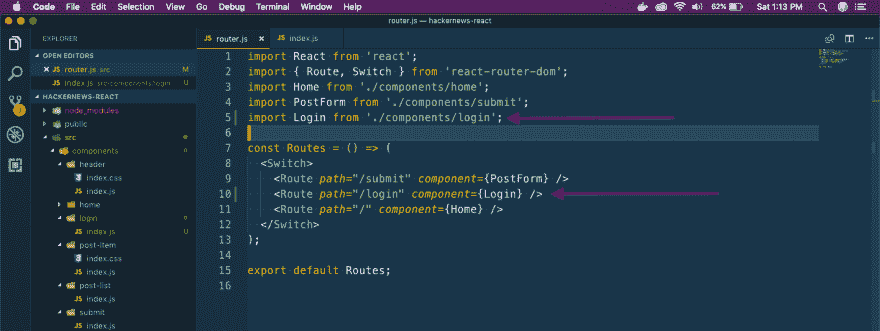 Code File Edit Selection View Go Debug Terminal Window Help 62% Sat 1:13 PM
router.js — hackernews-react
EXPLORER
OPEN EDITORS
router.js src M
index.js src/components/login U
HACKERNEWS-REACT
node_modules
public
src
components
header
index.css
index.js
home
login
index.js U
post-item
index.css
index.js
post-list
index.js
submit
index.js
JS router.js × JS index.js
1 import React from 'react';
2 import { Route, Switch } from 'react-router-dom';
3 import Home from './components/home';
4 import PostForm from './components/submit';
5 import Login from './components/login';
6
7 const Routes = () => (
8 <Switch>
9 <Route path="/submit" component={PostForm} />
10 <Route path="/login" component={Login} />
11 <Route path="/" component={Home} />
12 </Switch>
13 );
14
15 export default Routes;
16